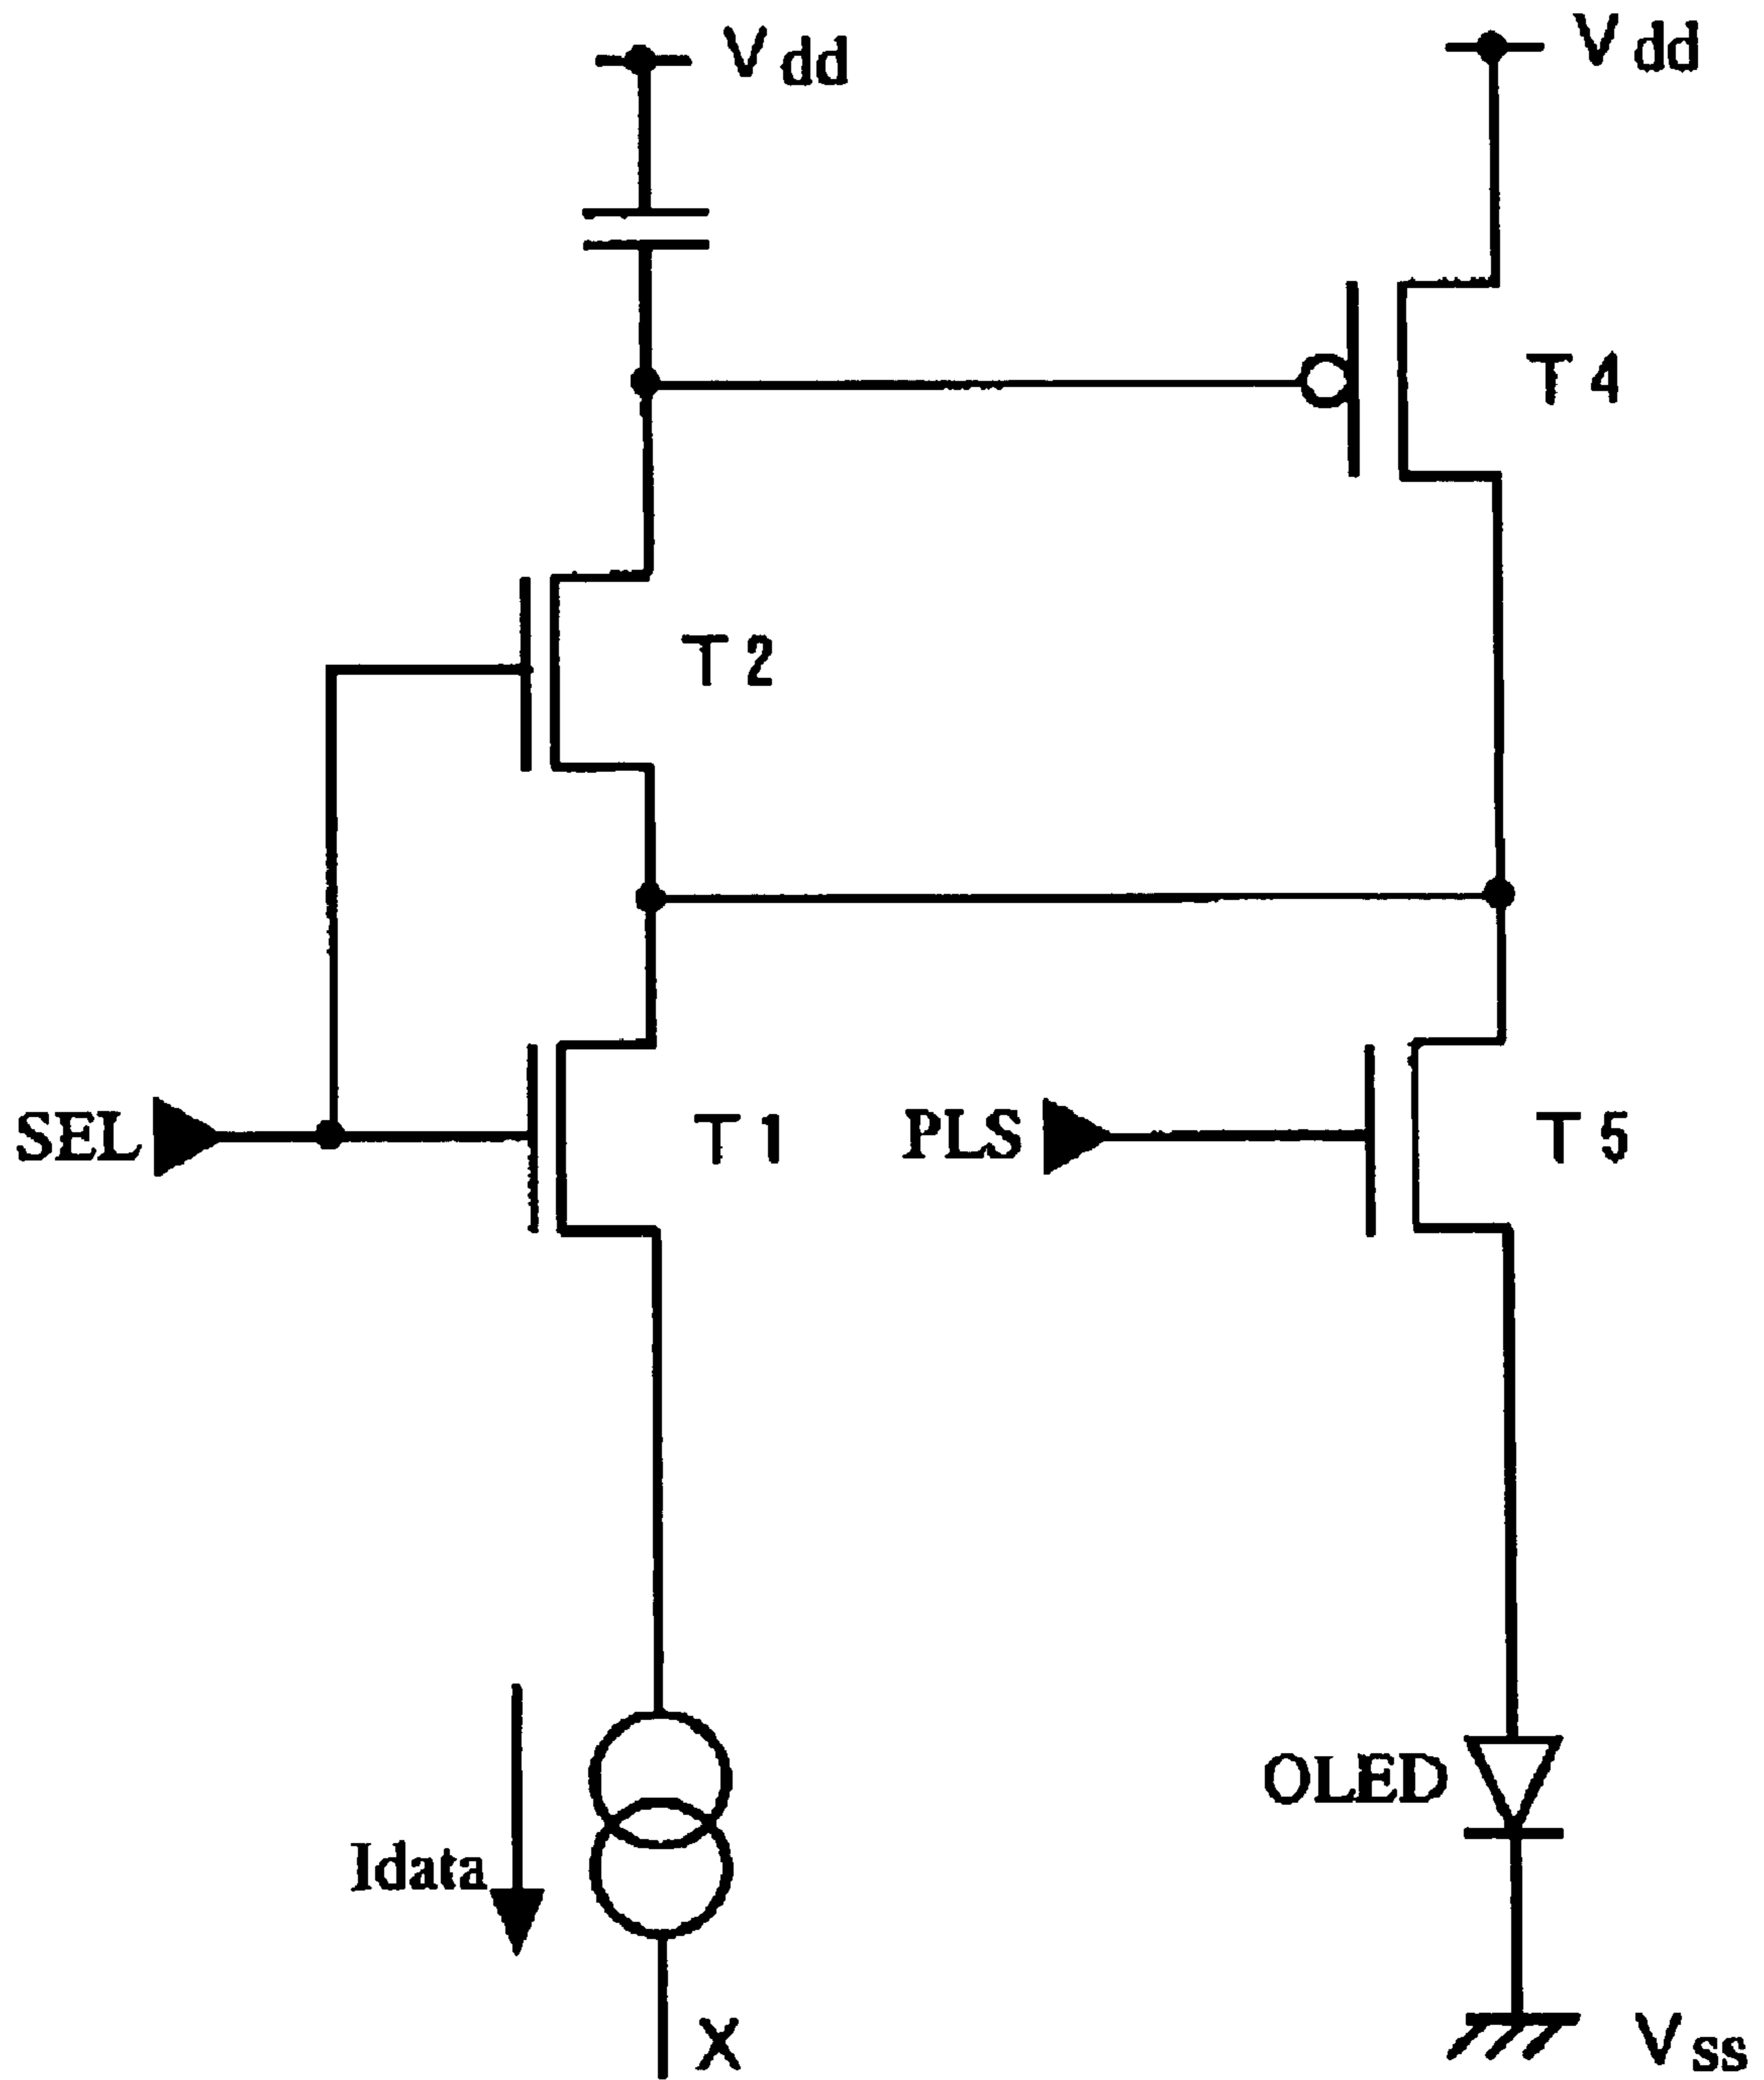 Vdd
Vdd
T4
T2
SEL
T1
PLS
T5
OLED
Idata
X
Vss